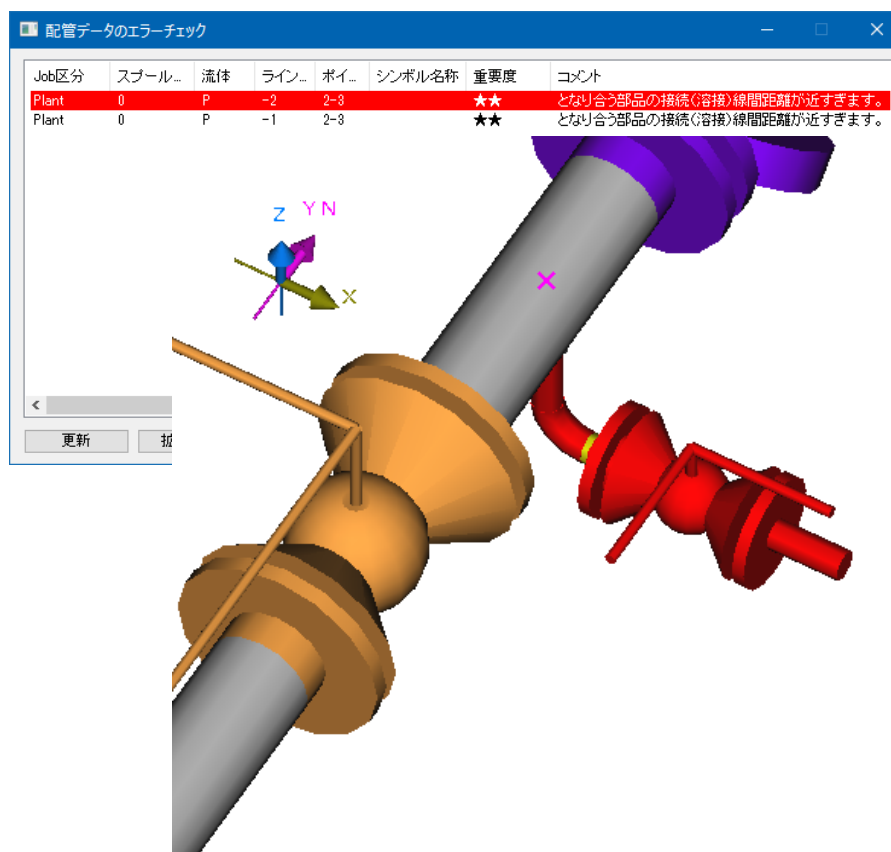 配管データのエラーチェック
Job区分 スプール... 流体 ライン... ポイ... シンボル名称 重要度 コメント
Plant 0 P -2 2-3 ★★ となり合う部品の接続(溶接)線間距離が近すぎます。
Plant 0 P -1 2-3 ★★ となり合う部品の接続(溶接)線間距離が近すぎます。
Z Y N
X
更新 拡